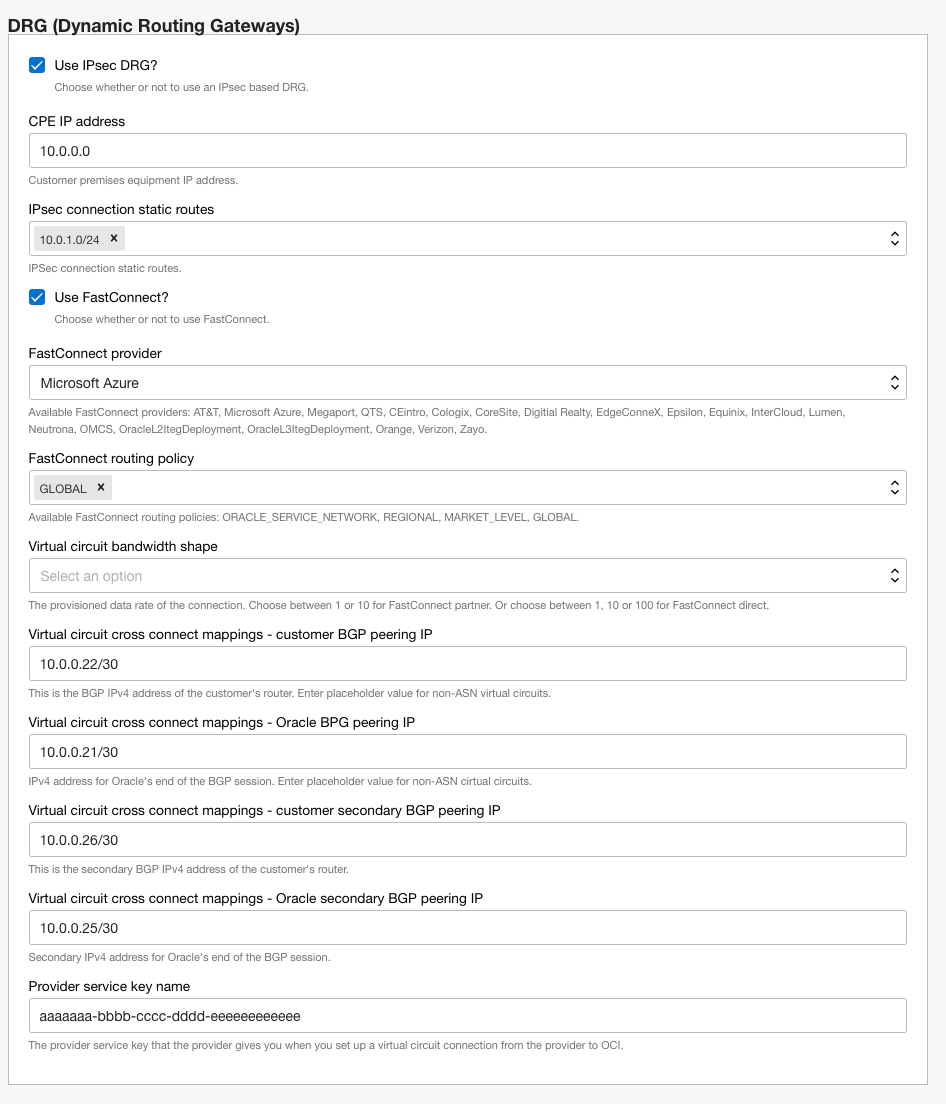 DRG (Dynamic Routing Gateways)
Use IPsec DRG?
Choose whether or not to use an IPsec based DRG.
CPE IP address
10.0.0.0
Customer premises equipment IP address.
IPsec connection static routes
10.0.1.0/24 ×
IPSec connection static routes.
Use FastConnect?
Choose whether or not to use FastConnect.
FastConnect provider
Microsoft Azure
Available FastConnect providers: AT&T, Microsoft Azure, Megaport, QTS, CEintro, Cologix, CoreSite, Digitial Realty, EdgeConneX, Epsilon, Equinix, InterCloud, Lumen,
Neutrona, OMCS, OracleL2ItegDeployment, OracleL3ItegDeployment, Orange, Verizon, Zayo.
FastConnect routing policy
GLOBAL ×
Available FastConnect routing policies: ORACLE_SERVICE_NETWORK, REGIONAL, MARKET_LEVEL, GLOBAL.
Virtual circuit bandwidth shape
Select an option
The provisioned data rate of the connection. Choose between 1 or 10 for FastConnect partner. Or choose between 1, 10 or 100 for FastConnect direct.
Virtual circuit cross connect mappings - customer BGP peering IP
10.0.0.22/30
This is the BGP IPv4 address of the customer's router. Enter placeholder value for non-ASN virtual circuits.
Virtual circuit cross connect mappings - Oracle BPG peering IP
10.0.0.21/30
IPv4 address for Oracle's end of the BGP session. Enter placeholder value for non-ASN cirtual circuits.
Virtual circuit cross connect mappings - customer secondary BGP peering IP
10.0.0.26/30
This is the secondary BGP IPv4 address of the customer's router.
Virtual circuit cross connect mappings - Oracle secondary BGP peering IP
10.0.0.25/30
Secondary IPv4 address for Oracle's end of the BGP session.
Provider service key name
aaaaaaa-bbbb-cccc-dddd-eeeeeeeeeeee
The provider service key that the provider gives you when you set up a virtual circuit connection from the provider to OCI.